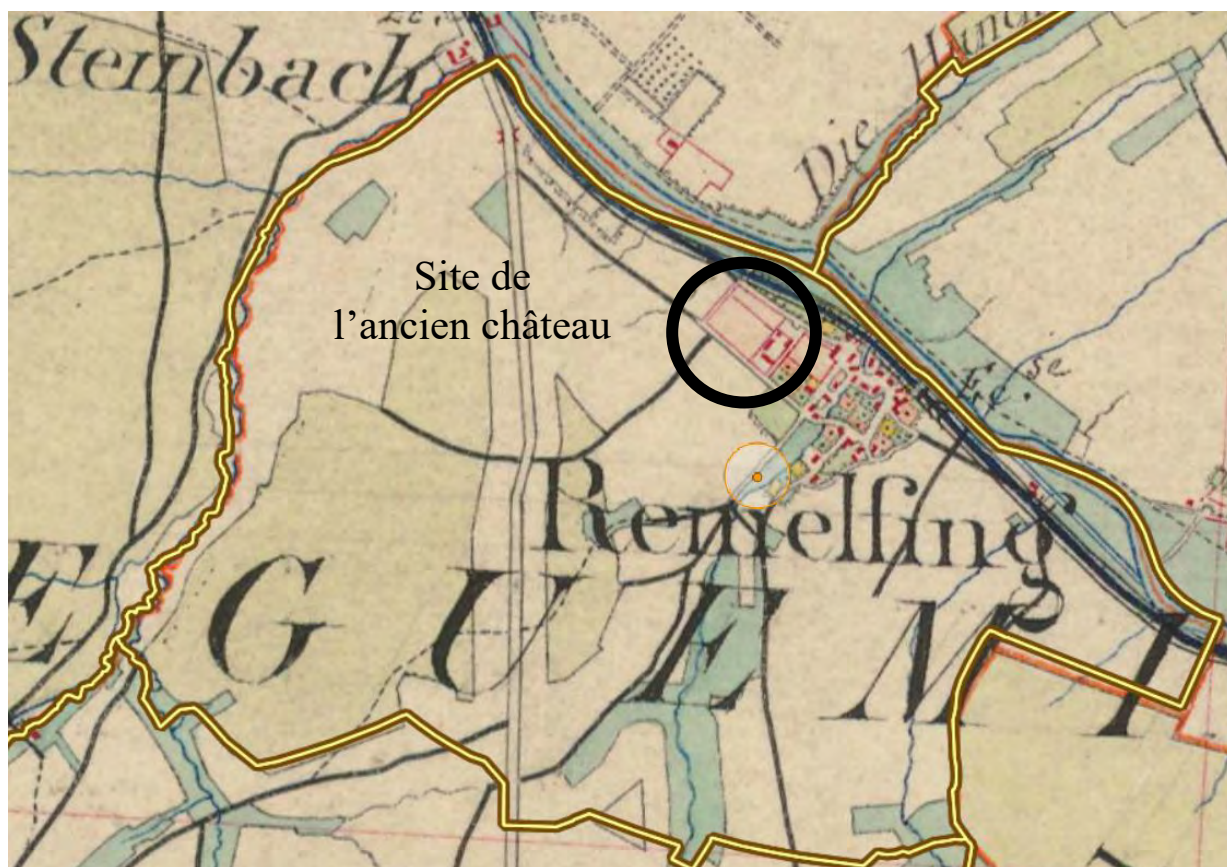 Steinbach
Die
Site de
l’ancien château
Remelfing
E G U E M I